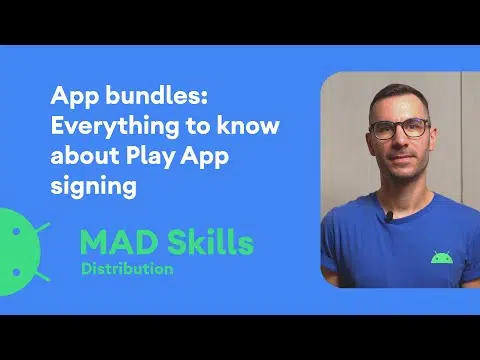 App bundles:
Everything to know
about Play App
signing
MAD Skills
Distribution